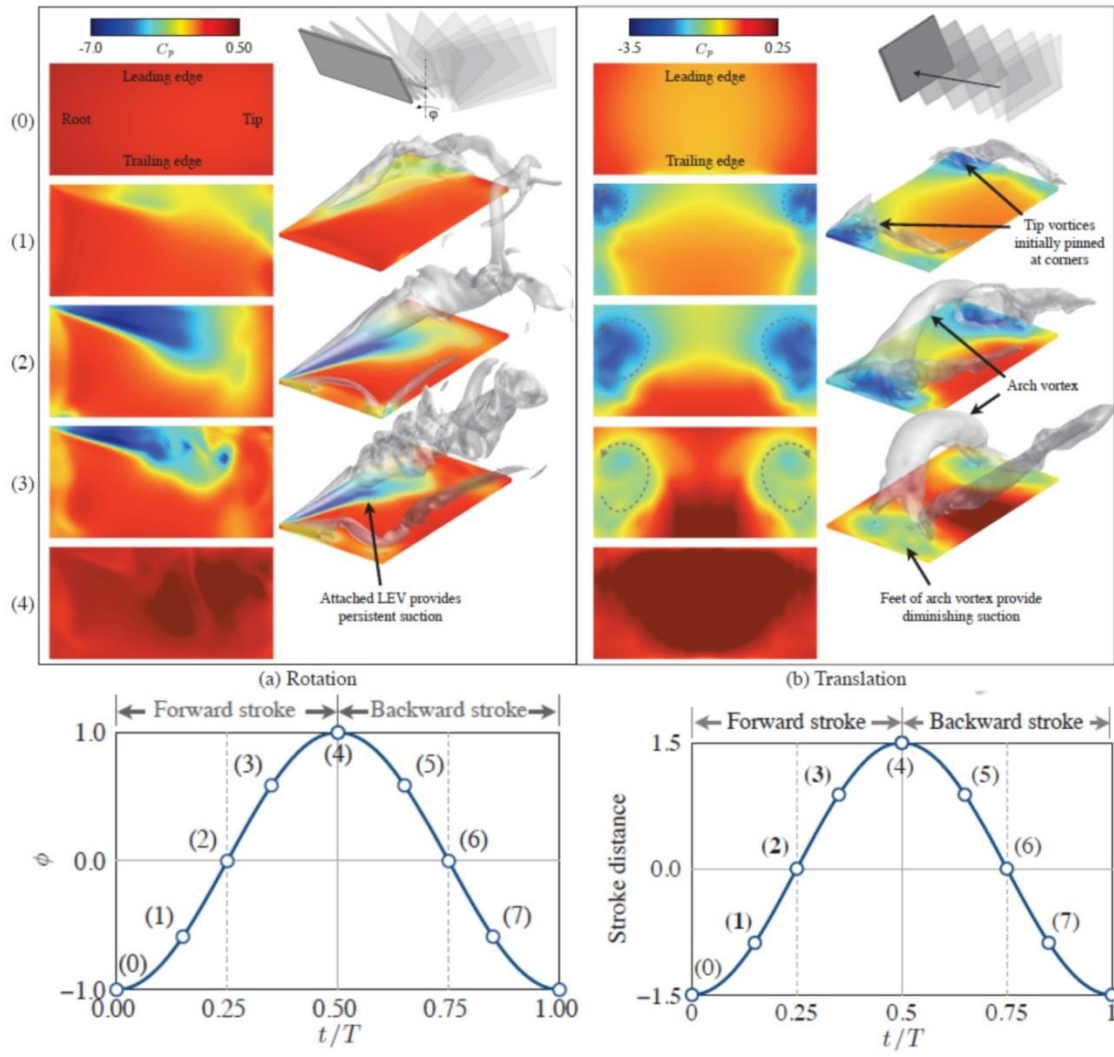 -7.0 C_p 0.50
φ
(0)
Leading edge
Root Tip
Trailing edge
(1)
(2)
(3)
(4)
Attached LEV provides
persistent suction
-3.5 C_p 0.25
Leading edge
Trailing edge
Tip vortices
initially pinned
at corners
Arch vortex
Feet of arch vortex provide
diminishing suction
(a) Rotation
(b) Translation
Forward stroke Backward stroke
1.0
0.0
−1.0
ϕ
(0)
(1)
(2)
(3)
(4)
(5)
(6)
(7)
0.00 0.25 0.50 0.75 1.00
t/T
Forward stroke Backward stroke
1.5
0.0
−1.5
Stroke distance
(0)
(1)
(2)
(3)
(4)
(5)
(6)
(7)
0 0.25 0.50 0.75 1
t/T